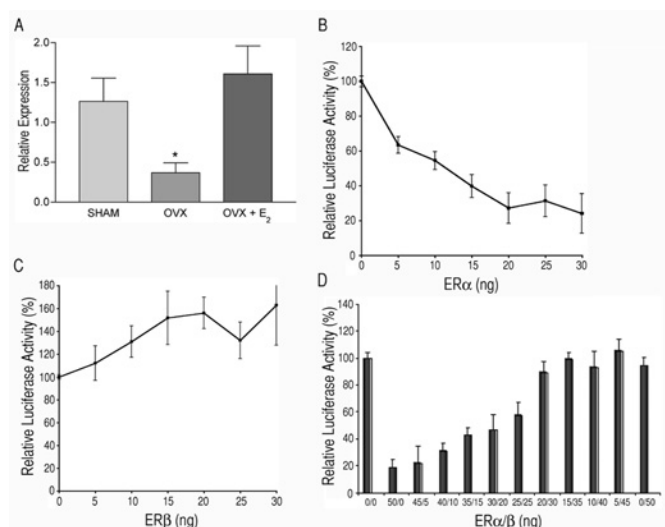 A
Relative Expression
2.0
1.5
1.0
0.5
0.0
*
SHAM OVX OVX + E2
B
Relative Luciferase Activity (%)
120
100
80
60
40
20
0
0 5 10 15 20 25 30
ERα (ng)
C
Relative Luciferase Activity (%)
180
160
140
120
100
80
60
40
20
0
0 5 10 15 20 25 30
ERβ (ng)
D
Relative Luciferase Activity (%)
140
120
100
80
60
40
20
0
0/0 50/0 45/5 40/10 35/15 30/20 25/25 20/30 15/35 10/40 5/45 0/50
ERα/β (ng)